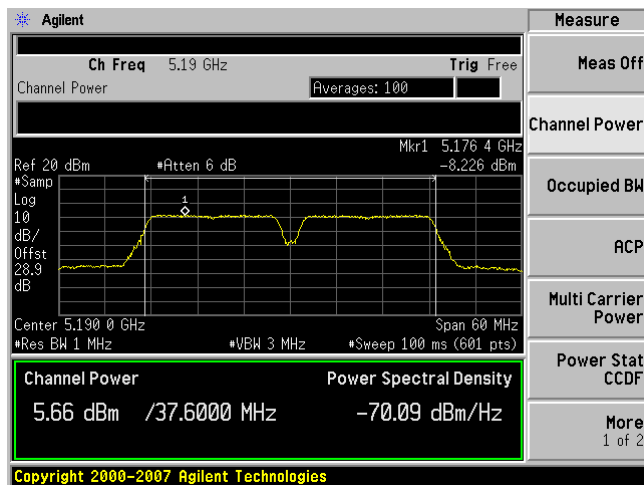 Agilent
Measure
Ch Freq 5.19 GHz Trig Free
Channel Power Averages: 100
Mkr1 5.176 4 GHz
Ref 20 dBm #Atten 6 dB -8.226 dBm
#Samp
Log
10
dB/
Offst
28.9
dB
1
Center 5.190 0 GHz Span 60 MHz
#Res BW 1 MHz #VBW 3 MHz #Sweep 100 ms (601 pts)
Channel Power Power Spectral Density
5.66 dBm /37.6000 MHz -70.09 dBm/Hz
Copyright 2000-2007 Agilent Technologies
Meas Off
Channel Power
Occupied BW
ACP
Multi Carrier
Power
Power Stat
CCDF
More
1 of 2